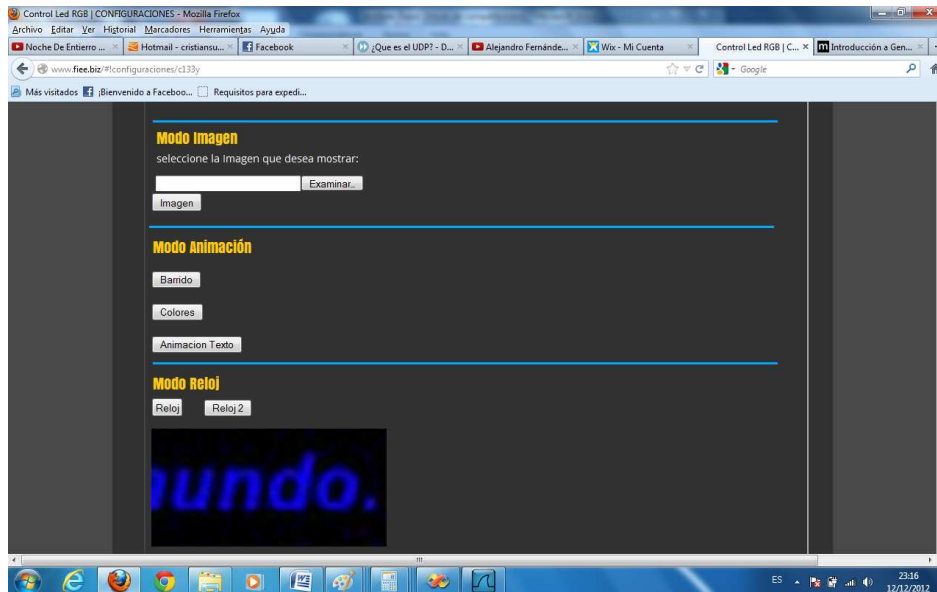 Control Led RGB | CONFIGURACIONES - Mozilla Firefox
Archivo Editar Ver Historial Marcadores Herramientas Ayuda
Noche De Entierro ... Hotmail - cristiansu... Facebook ¿Que es el UDP? - D... Alejandro Fernánde... Wix - Mi Cuenta Control Led RGB | C... Introducción a Gen...
www.fiee.biz/#!configuraciones/c133y Google
Más visitados ¡Bienvenido a Faceboo... Requisitos para expedi...
Modo Imagen
seleccione la Imagen que desea mostrar:
Examinar..
Imagen
Modo Animación
Barrido
Colores
Animacion Texto
Modo Reloj
Reloj Reloj 2
mundo.
ES 23:16
12/12/2012